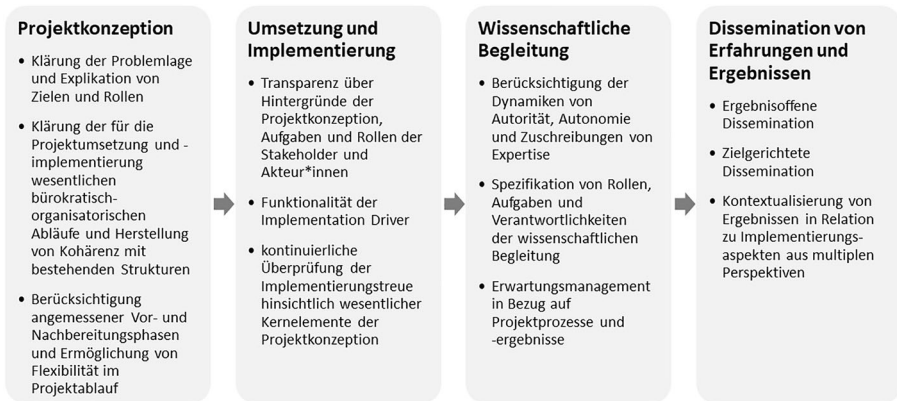 Projektkonzeption
• Klärung der Problemlage
und Explikation von
Zielen und Rollen
• Klärung der für die
Projektumsetzung und -
implementierung
wesentlichen
bürokratisch-
organisatorischen
Abläufe und Herstellung
von Kohärenz mit
bestehenden Strukturen
• Berücksichtigung
angemessener Vor- und
Nachbereitungsphasen
und Ermöglichung von
Flexibilität im
Projektablauf
Umsetzung und
Implementierung
• Transparenz über
Hintergründe der
Projektkonzeption,
Aufgaben und Rollen der
Stakeholder und
Akteur*innen
• Funktionalität der
Implementation Driver
• kontinuierliche
Überprüfung der
Implementierungstreue
hinsichtlich wesentlicher
Kernelemente der
Projektkonzeption
Wissenschaftliche
Begleitung
• Berücksichtigung der
Dynamiken von
Autorität, Autonomie
und Zuschreibungen von
Expertise
• Spezifikation von Rollen,
Aufgaben und
Verantwortlichkeiten
der wissenschaftlichen
Begleitung
• Erwartungsmanagement
in Bezug auf
Projektprozesse und
-ergebnisse
Dissemination von
Erfahrungen und
Ergebnissen
• Ergebnisoffene
Dissemination
• Zielgerichtete
Dissemination
• Kontextualisierung von
Ergebnissen in Relation
zu Implementierungs-
aspekten aus multiplen
Perspektiven